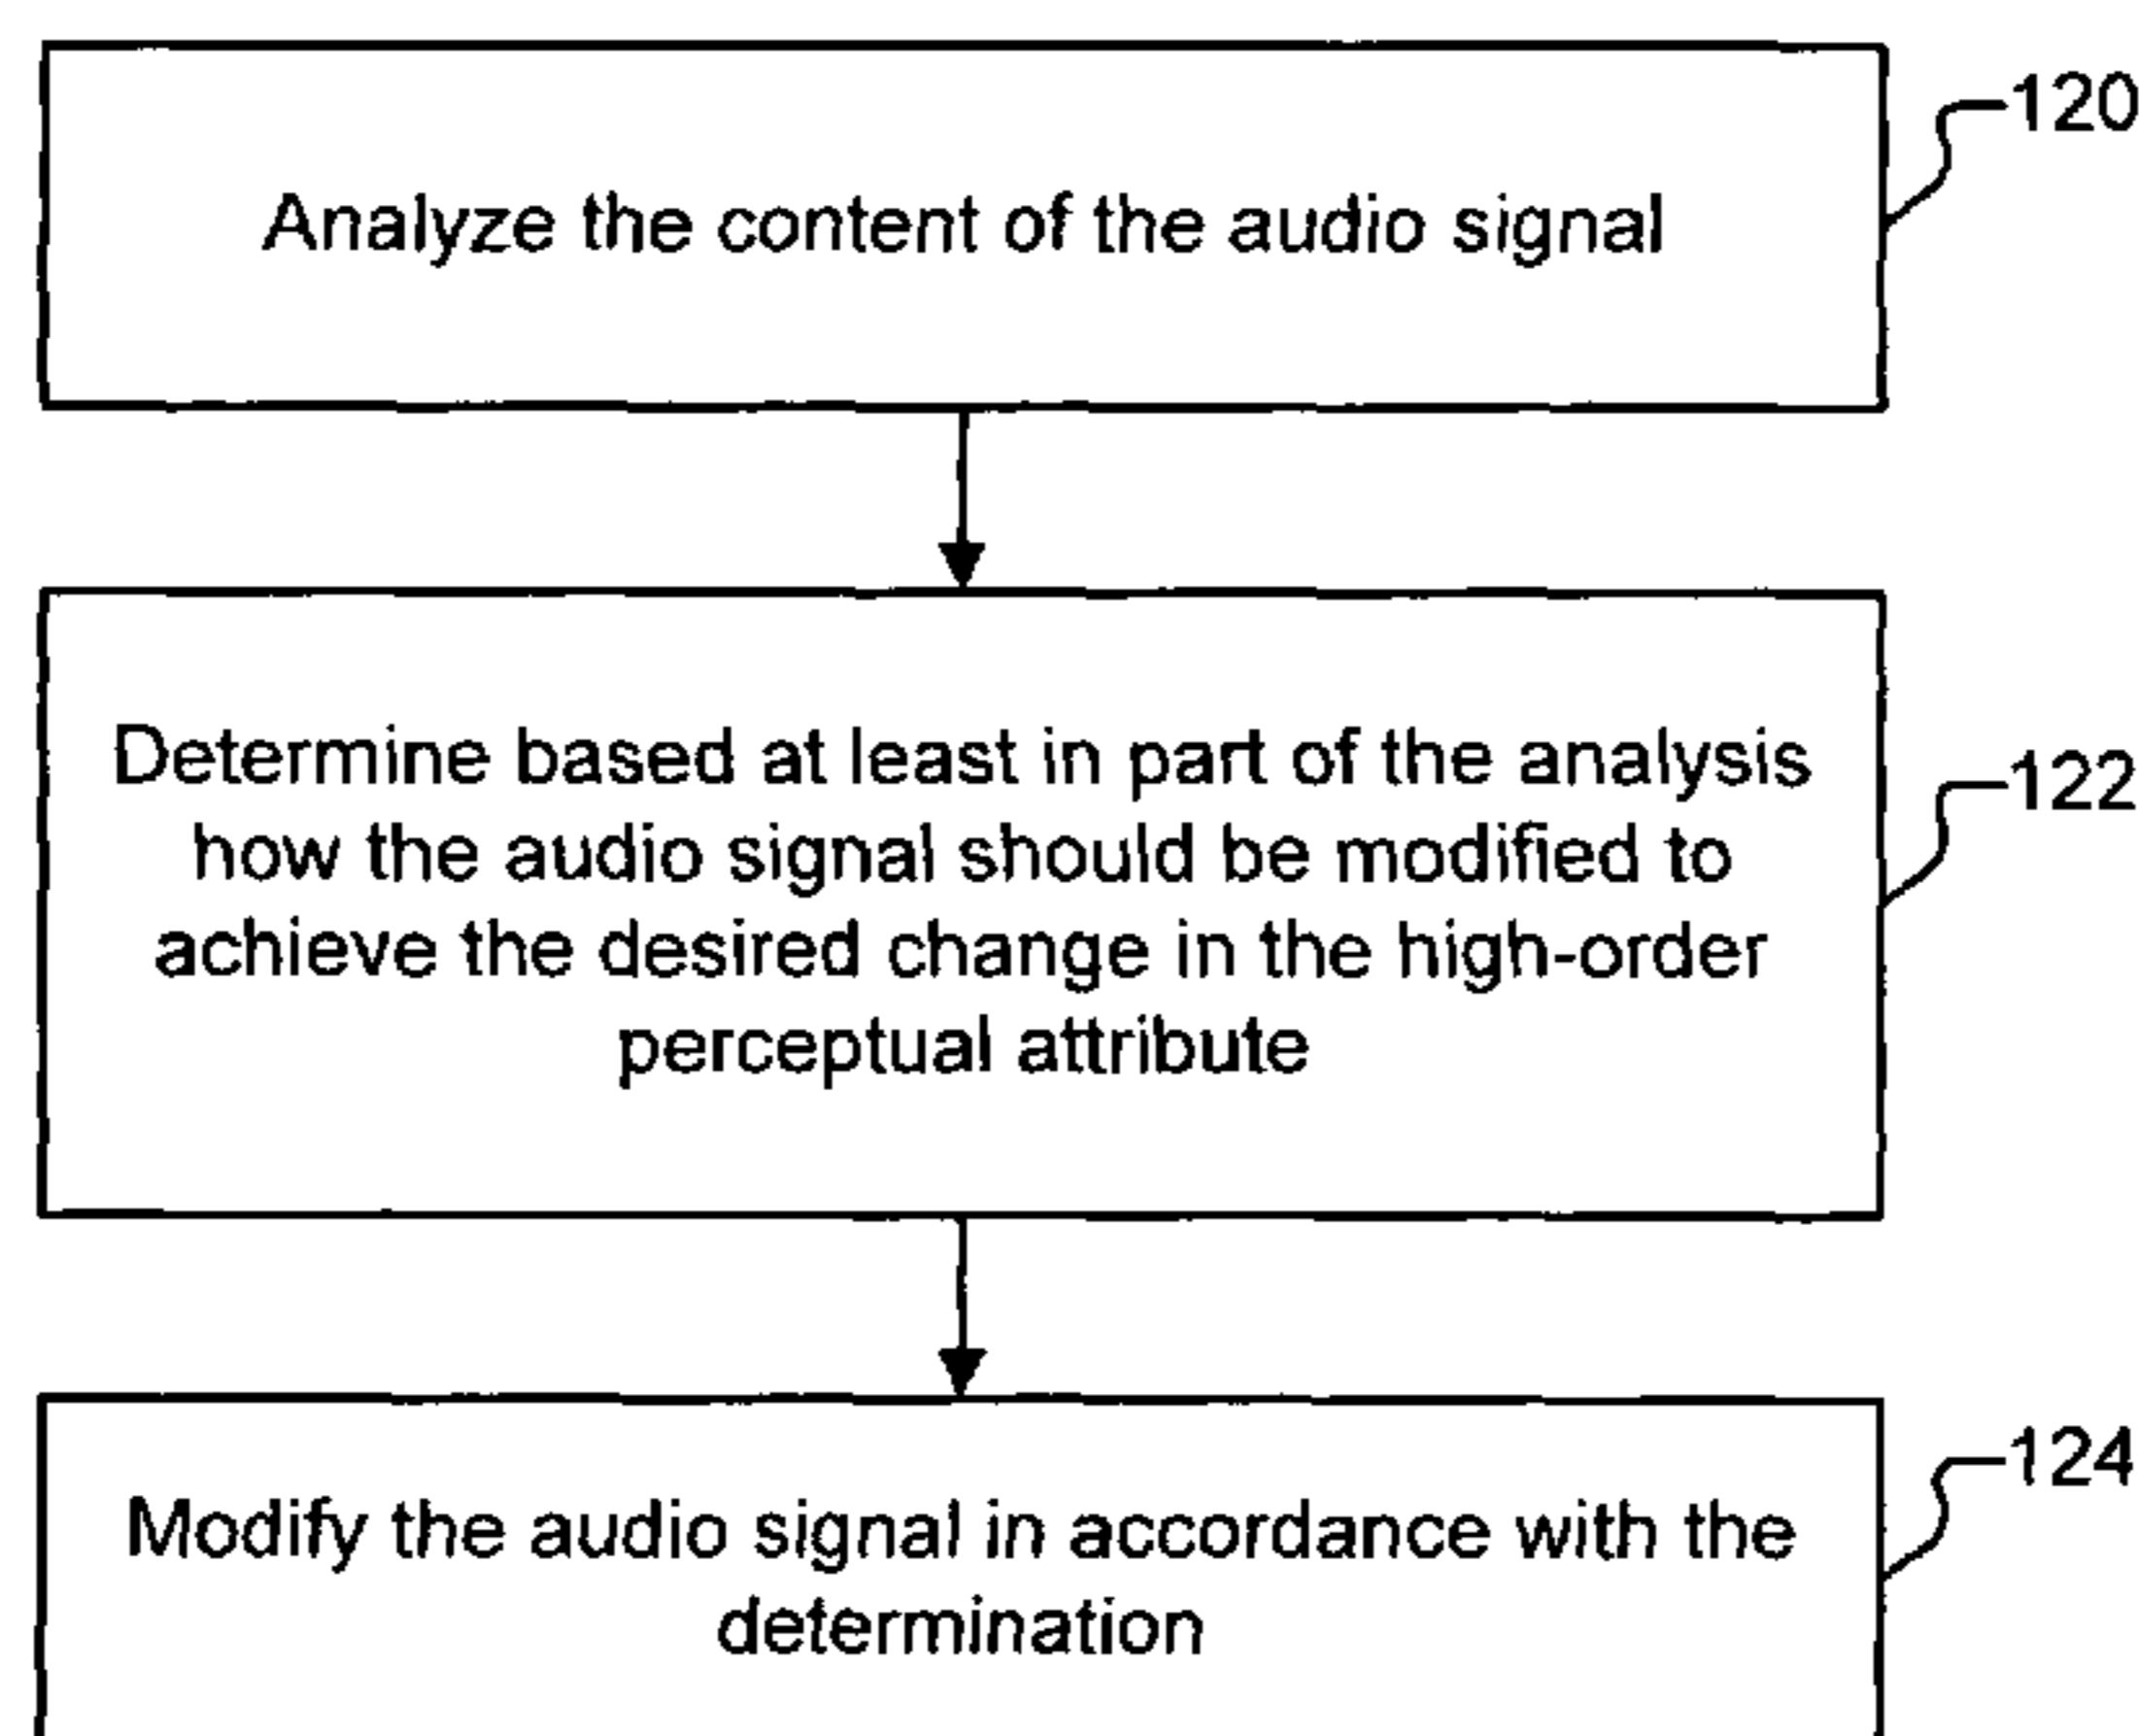 120
Analyze the content of the audio signal
Determine based at least in part of the analysis
122
how the audio signal should be modified to
achieve the desired change in the high-order
perceptual attribute
124
Modify the audio signal in accordance with the
determination